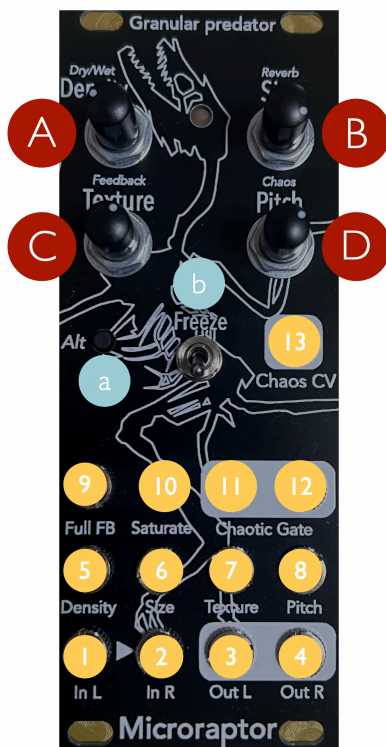 Granular predator
Dry/Wet
Reverb
A
B
Feedback
Texture
Chaos
Pitch
C
D
b
Freeze
13
Alt
a
Chaos CV
9
10
11
12
Full FB
Saturate
Chaotic Gate
5
6
7
8
Density
Size
Texture
Pitch
1
2
3
4
In L
In R
Out L
Out R
Microraptor